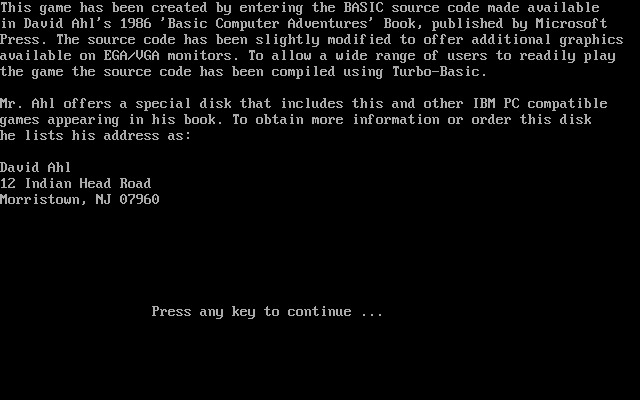 This game has been created by entering the BASIC source code made available
in David Ahl's 1986 'Basic Computer Adventures' Book, published by Microsoft
Press. The source code has been slightly modified to offer additional graphics
available on EGA/VGA monitors. To allow a wide range of users to readily play
the game the source code has been compiled using Turbo-Basic.
Mr. Ahl offers a special disk that includes this and other IBM PC compatible
games appearing in his book. To obtain more information or order this disk
he lists his address as:
David Ahl
12 Indian Head Road
Morristown, NJ 07960
Press any key to continue ...